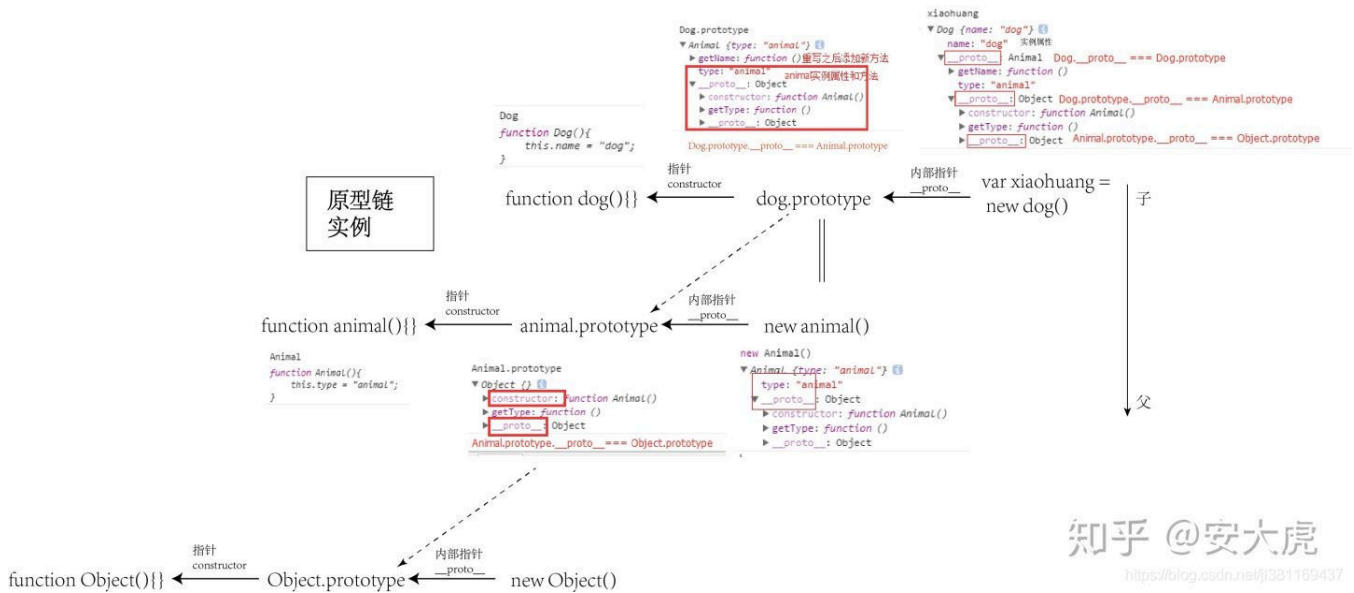 Dog.prototype
▼Animal {type: "animal"}
▶ getName: function ()重写之后添加新方法
type: "animal" anima实例属性和方法
▼__proto__: Object
▶ constructor: function Animal()
▶ getType: function ()
▶ __proto__: Object
Dog.prototype.__proto__ === Animal.prototype
xiaohuang
▼Dog {name: "dog"}
name: "dog" 实例属性
▼__proto__: Animal Dog.__proto__ === Dog.prototype
▶ getName: function ()
type: "animal"
▼__proto__: Object Dog.prototype.__proto__ === Animal.prototype
▶ constructor: function Animal()
▶ getType: function ()
▶ __proto__: Object Animal.prototype.__proto__ === Object.prototype
Dog
function Dog(){
this.name = "dog";
}
原型链
实例
function dog(){}
指针
constructor
dog.prototype
内部指针
__proto__
var xiaohuang =
new dog()
子
function animal(){}
指针
constructor
animal.prototype
内部指针
__proto__
new animal()
Animal
function Animal(){
this.type = "animal";
}
Animal.prototype
▼Object {}
▶ constructor: function Animal()
▶ getType: function ()
▶ __proto__: Object
Animal.prototype.__proto__ === Object.prototype
new Animal()
▼Animal {type: "animal"}
type: "animal"
▼__proto__: Object
▶ constructor: function Animal()
▶ getType: function ()
▶ __proto__: Object
父
function Object(){}
指针
constructor
Object.prototype
内部指针
__proto__
new Object()
知乎 @安大虎
https://blog.csdn.net/jl381169437